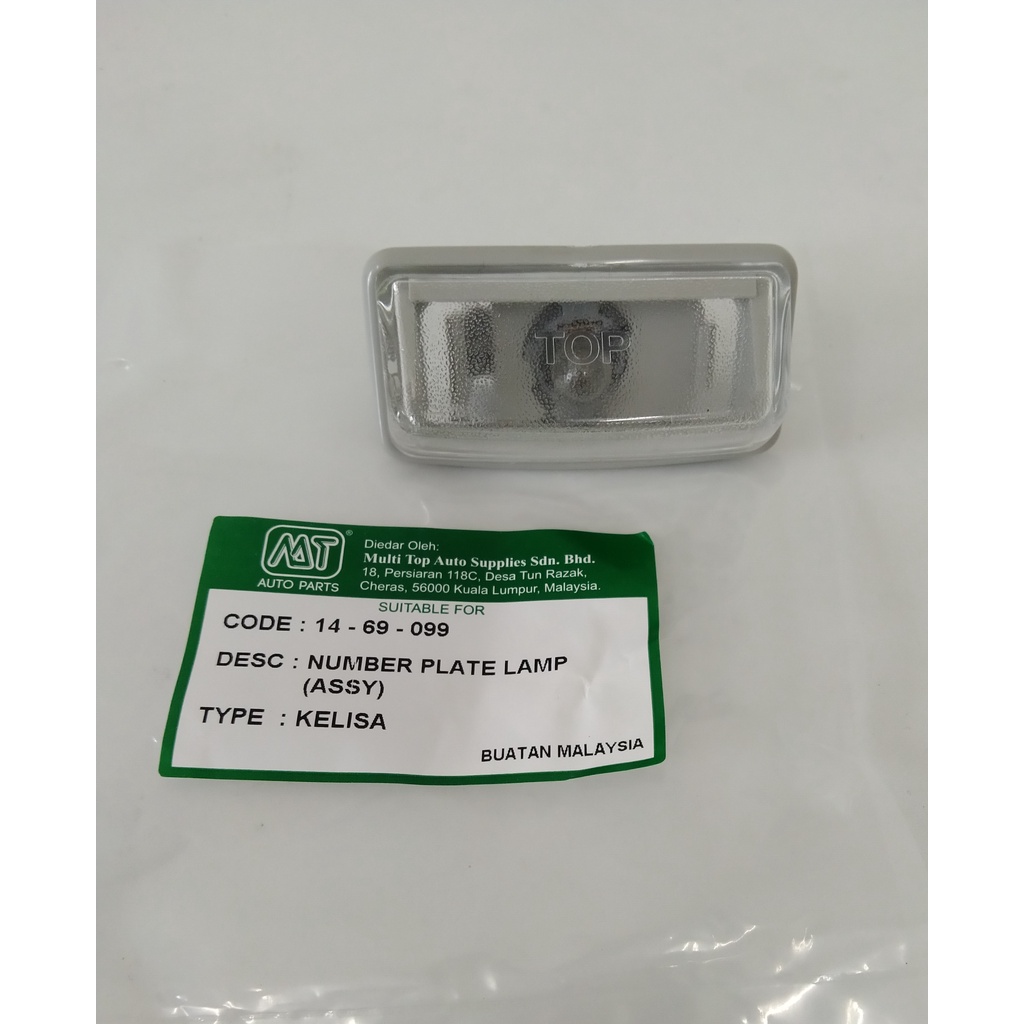 TOP
MT®
AUTO PARTS
Diedar Oleh:
Multi Top Auto Supplies Sdn. Bhd.
18, Persiaran 118C, Desa Tun Razak,
Cheras, 56000 Kuala Lumpur, Malaysia.
SUITABLE FOR
CODE : 14 - 69 - 099
DESC : NUMBER PLATE LAMP
(ASSY)
TYPE : KELISA
BUATAN MALAYSIA